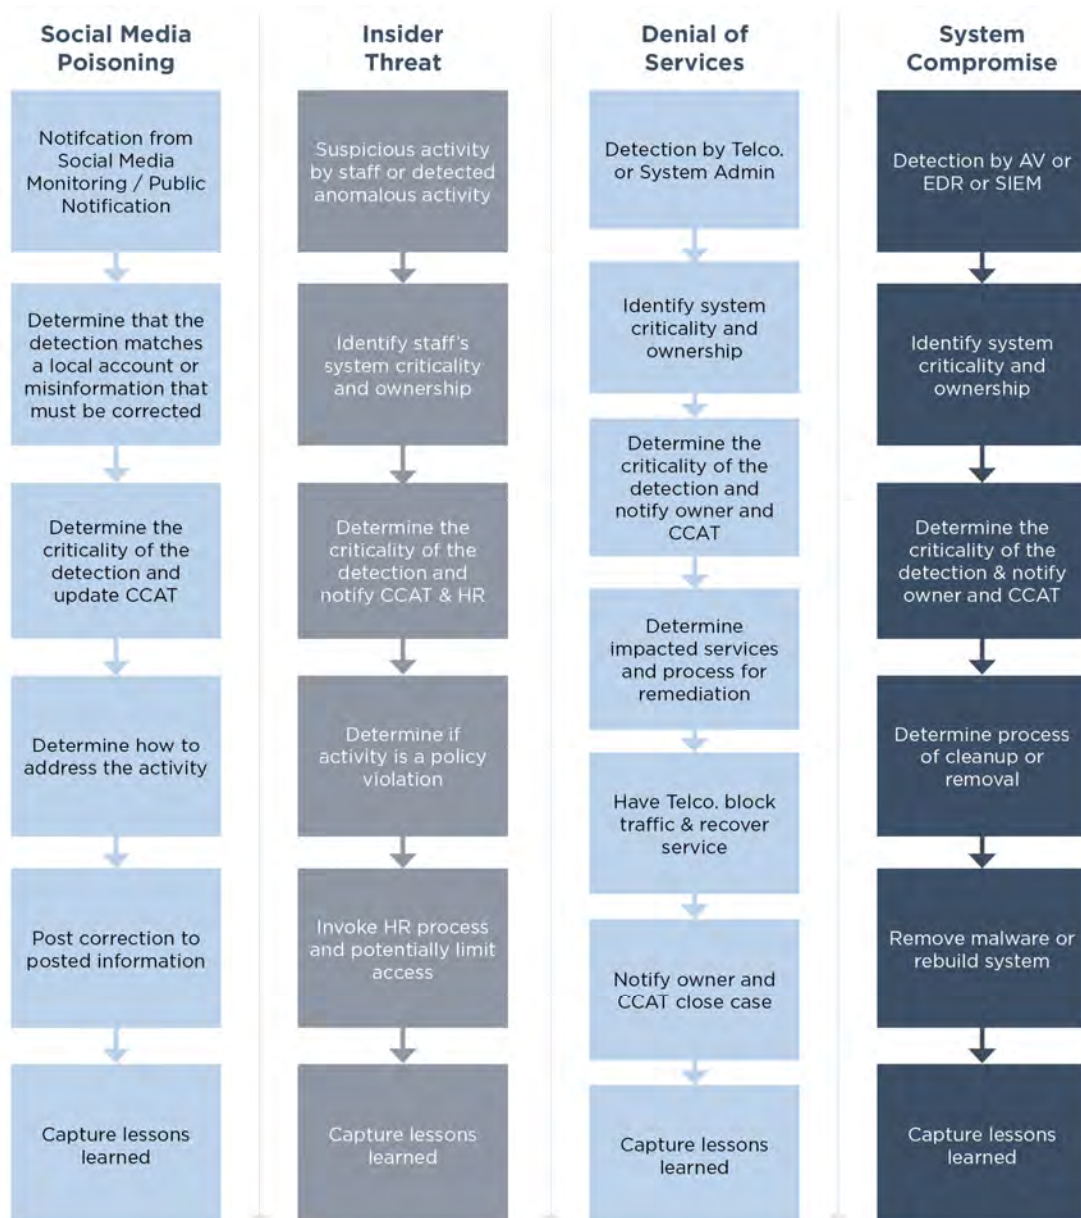 Social Media
Poisoning
Notifcation from
Social Media
Monitoring / Public
Notification
Determine that the
detection matches
a local account or
misinformation that
must be corrected
Determine the
criticality of the
detection and
update CCAT
Determine how to
address the activity
Post correction to
posted information
Capture lessons
learned
Insider
Threat
Suspicious activity
by staff or detected
anomalous activity
Identify staff's
system criticality
and ownership
Determine the
criticality of the
detection and
notify CCAT & HR
Determine if
activity is a policy
violation
Invoke HR process
and potentially limit
access
Capture lessons
learned
Denial of
Services
Detection by Telco.
or System Admin
Identify system
criticality and
ownership
Determine the
criticality of the
detection and
notify owner and
CCAT
Determine
impacted services
and process for
remediation
Have Telco. block
traffic & recover
service
Notify owner and
CCAT close case
Capture lessons
learned
System
Compromise
Detection by AV or
EDR or SIEM
Identify system
criticality and
ownership
Determine the
criticality of the
detection & notify
owner and CCAT
Determine process
of cleanup or
removal
Remove malware or
rebuild system
Capture lessons
learned